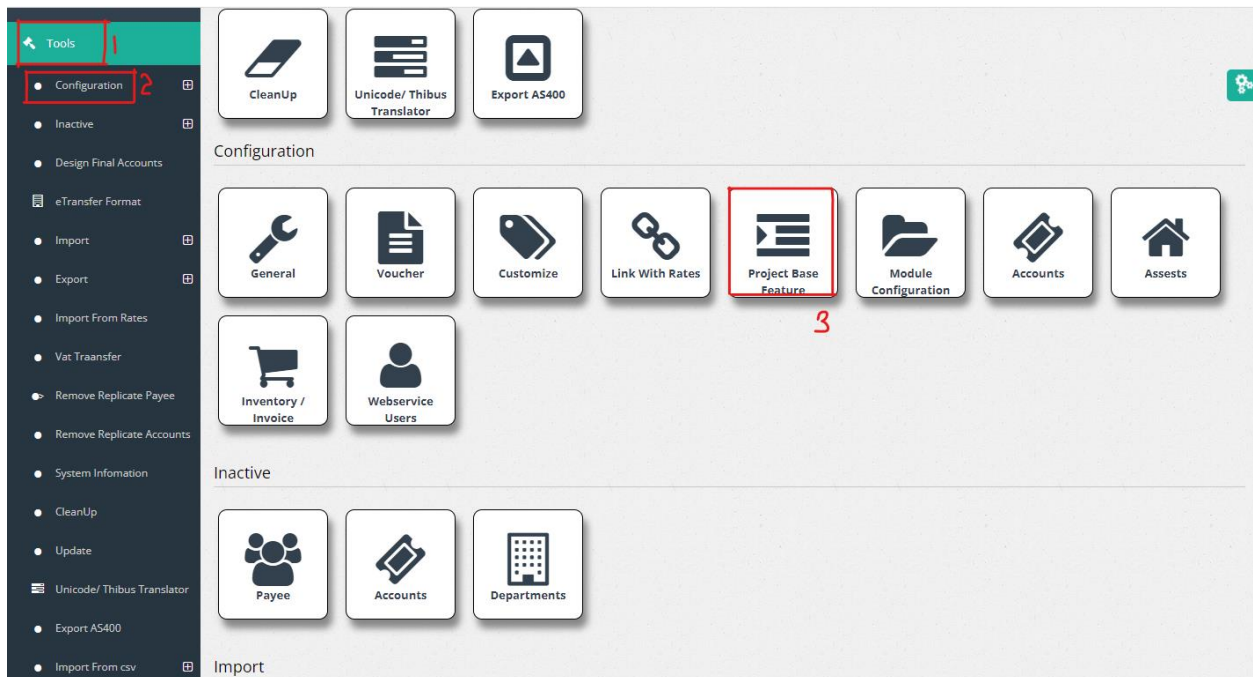 Tools
1
Configuration
2
Inactive
Design Final Accounts
eTransfer Format
Import
Export
Import From Rates
Vat Traansfer
Remove Replicate Payee
Remove Replicate Accounts
System Infomation
CleanUp
Update
Unicode/ Thibus Translator
Export AS400
Import From csv
CleanUp
Unicode/ Thibus
Translator
Export AS400
Configuration
General
Voucher
Customize
Link With Rates
Project Base
Feature
3
Module
Configuration
Accounts
Assests
Inventory /
Invoice
Webservice
Users
Inactive
Payee
Accounts
Departments
Import